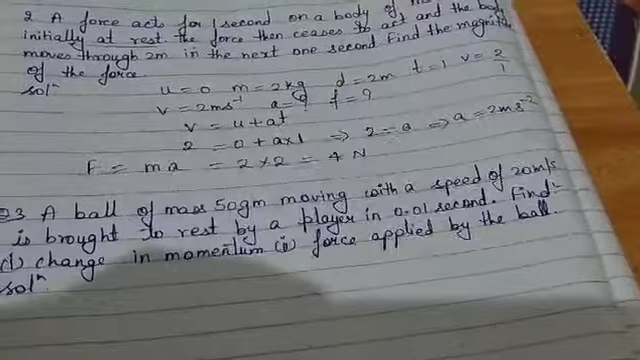 2 A force acts for 1 second on a body of
initially at rest. the force then ceases to act and the body
moves through 2m in the next one second. Find the magnitu
of the force.
solⁿ
u = 0 m = 2kg d = 2m t = 1 v = 2/1
v = 2ms⁻¹ a = ? f = ?
v = u + at
2 = 0 + a×1 ⇒ 2 = a ⇒ a = 2ms⁻²
F = ma = 2 × 2 = 4 N
Q3 A ball of mass 50gm moving with a speed of 20m/s
is brought to rest by a player in 0.01 second. Find
(i) change in momentum (ii) force applied by the ball.
solⁿ